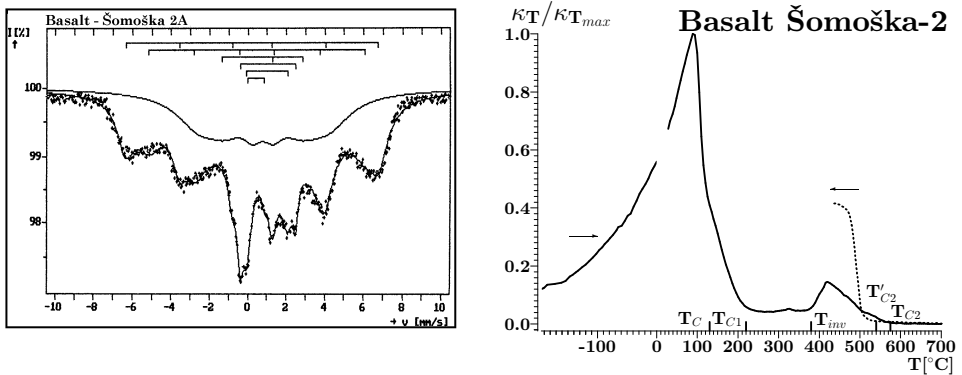 Basalt - Šomoška 2A
I[%]
100
99
98
-10 -8 -6 -4 -2 0 2 4 6 8 10
v [mm/s]
κT/κTmax
Basalt Šomoška-2
1.0
0.8
0.6
0.4
0.2
0.0
TC TC1 Tinv T′C2 TC2
-100 0 100 200 300 400 500 600 700
T[°C]